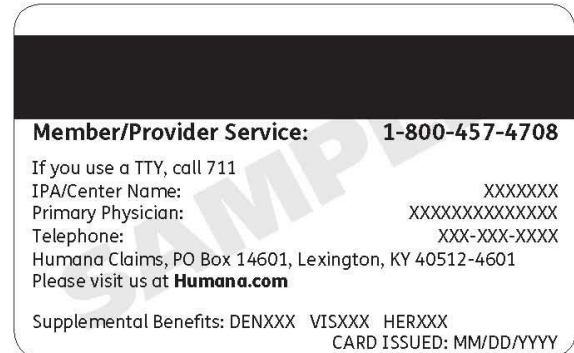 Member/Provider Service: 1-800-457-4708
If you use a TTY, call 711
IPA/Center Name: XXXXXXX
Primary Physician: XXXXXXXXXXXXXX
Telephone: XXX-XXX-XXXX
Humana Claims, PO Box 14601, Lexington, KY 40512-4601
Please visit us at Humana.com
SAMPLE
Supplemental Benefits: DENXXX VISXXX HERXXX
CARD ISSUED: MM/DD/YYYY